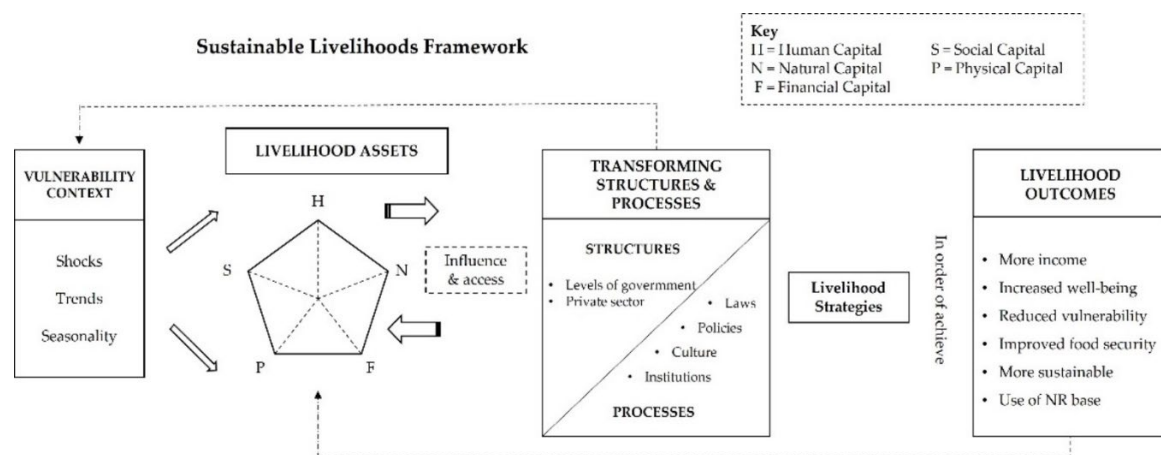 Sustainable Livelihoods Framework
Key
H = Human Capital
S = Social Capital
N = Natural Capital
P = Physical Capital
F = Financial Capital
VULNERABILITY
CONTEXT
Shocks
Trends
Seasonality
LIVELIHOOD ASSETS
H
S
N
P
F
Influence
& access
TRANSFORMING
STRUCTURES &
PROCESSES
STRUCTURES
• Levels of government
• Private sector
• Laws
• Policies
• Culture
• Institutions
PROCESSES
Livelihood
Strategies
In order of achieve
LIVELIHOOD
OUTCOMES
• More income
• Increased well-being
• Reduced vulnerability
• Improved food security
• More sustainable
• Use of NR base